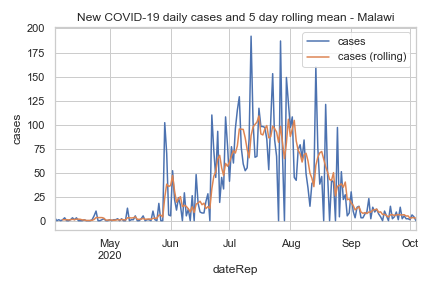 New COVID-19 daily cases and 5 day rolling mean - Malawi
cases
cases (rolling)
cases
200
175
150
125
100
75
50
25
0
May
2020
Jun
Jul
Aug
Sep
Oct
dateRep